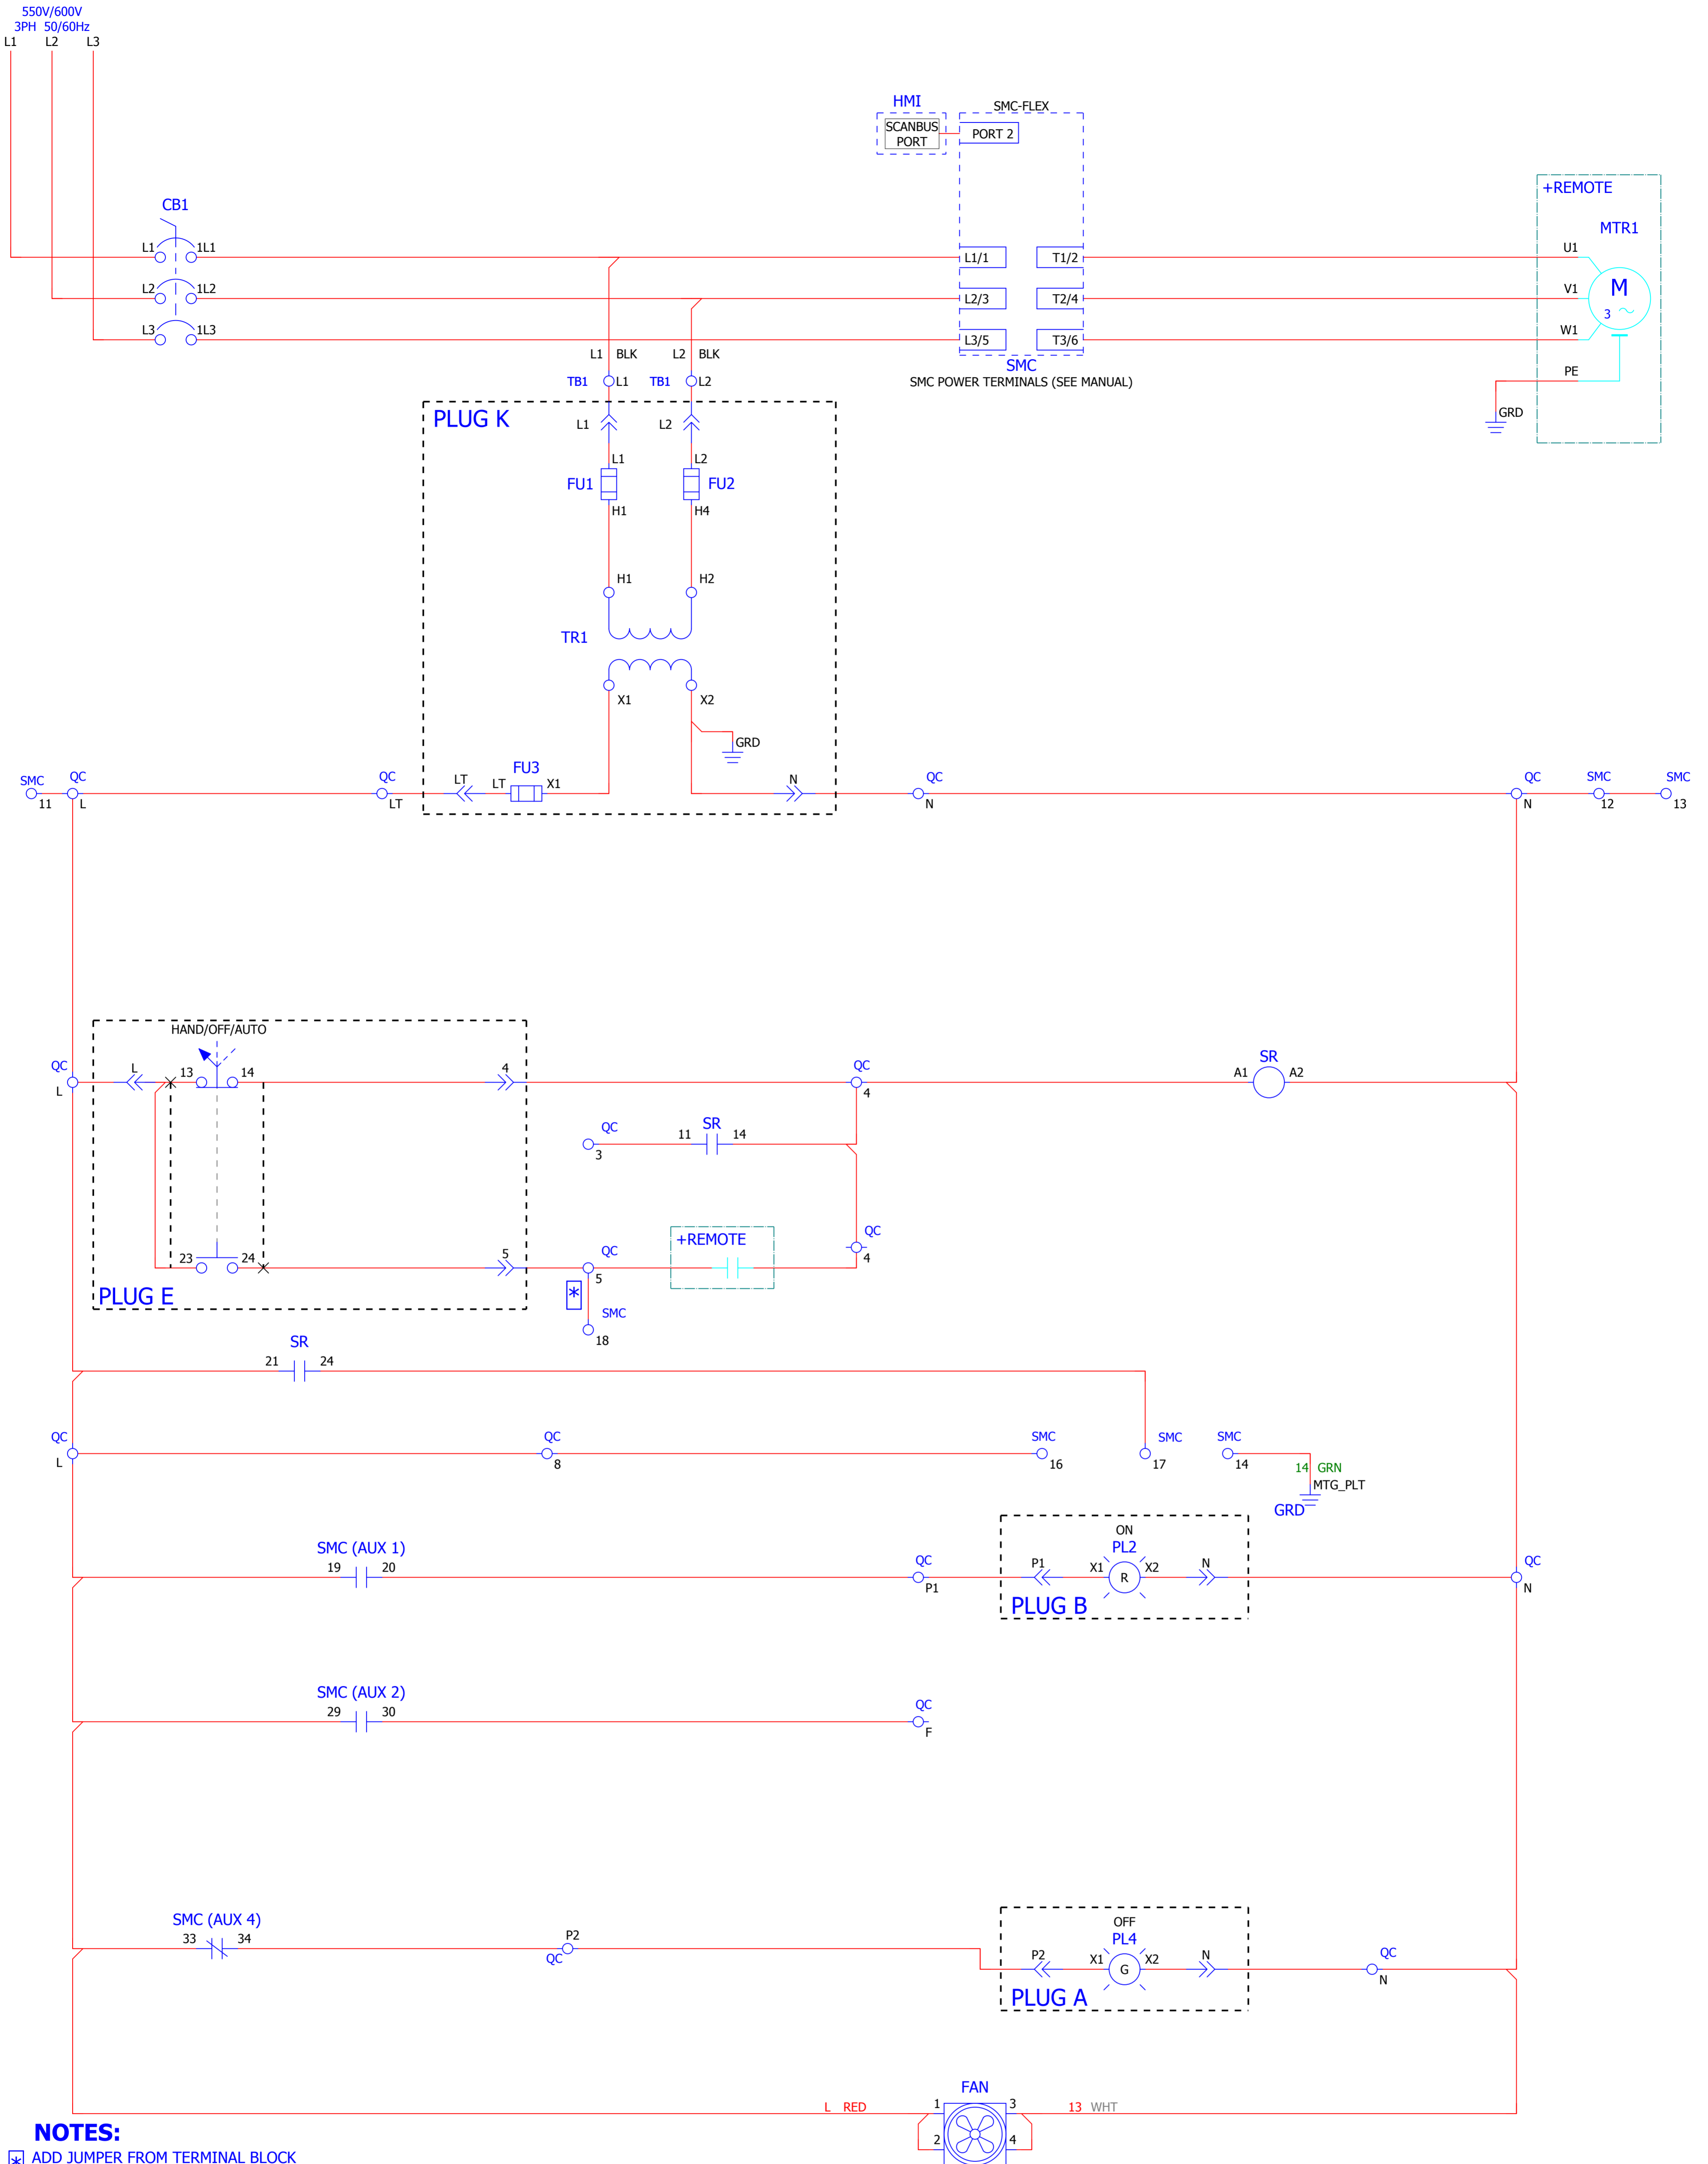 550V/600V
3PH 50/60Hz
L1 L2 L3
HMI
SMC-FLEX
SCANBUS
PORT
PORT 2
+REMOTE
MTR1
CB1
L1 1L1
L1/1 T1/2
U1
L2 1L2
L2/3 T2/4
V1
M
3
L3 1L3
L3/5 T3/6
W1
L1 BLK L2 BLK
SMC
SMC POWER TERMINALS (SEE MANUAL)
PE
TB1 L1 TB1 L2
GRD
PLUG K
L1 L2
L1 L2
FU1 FU2
H1 H4
H1 H2
TR1
X1 X2
GRD
SMC QC QC LT LT FU3 X1 N QC QC SMC SMC
11 L LT N N 12 13
HAND/OFF/AUTO
QC L 13 14 4 QC SR
L 4 A1 A2
QC 11 SR 14
3
QC
4
+REMOTE
23 24 5 QC
5
PLUG E
*
SMC
18
SR
21 24
QC QC SMC SMC SMC
L 8 16 17 14
14 GRN
MTG_PLT
GRD
SMC (AUX 1)
19 20
QC
P1
ON
PL2
P1 X1 R X2 N
PLUG B
QC
N
SMC (AUX 2)
29 30
QC
F
SMC (AUX 4)
33 34
P2
QC
OFF
PL4
P2 X1 G X2 N
PLUG A
QC
N
FAN
L RED 1 3 13 WHT
2 4
NOTES:
* ADD JUMPER FROM TERMINAL BLOCK